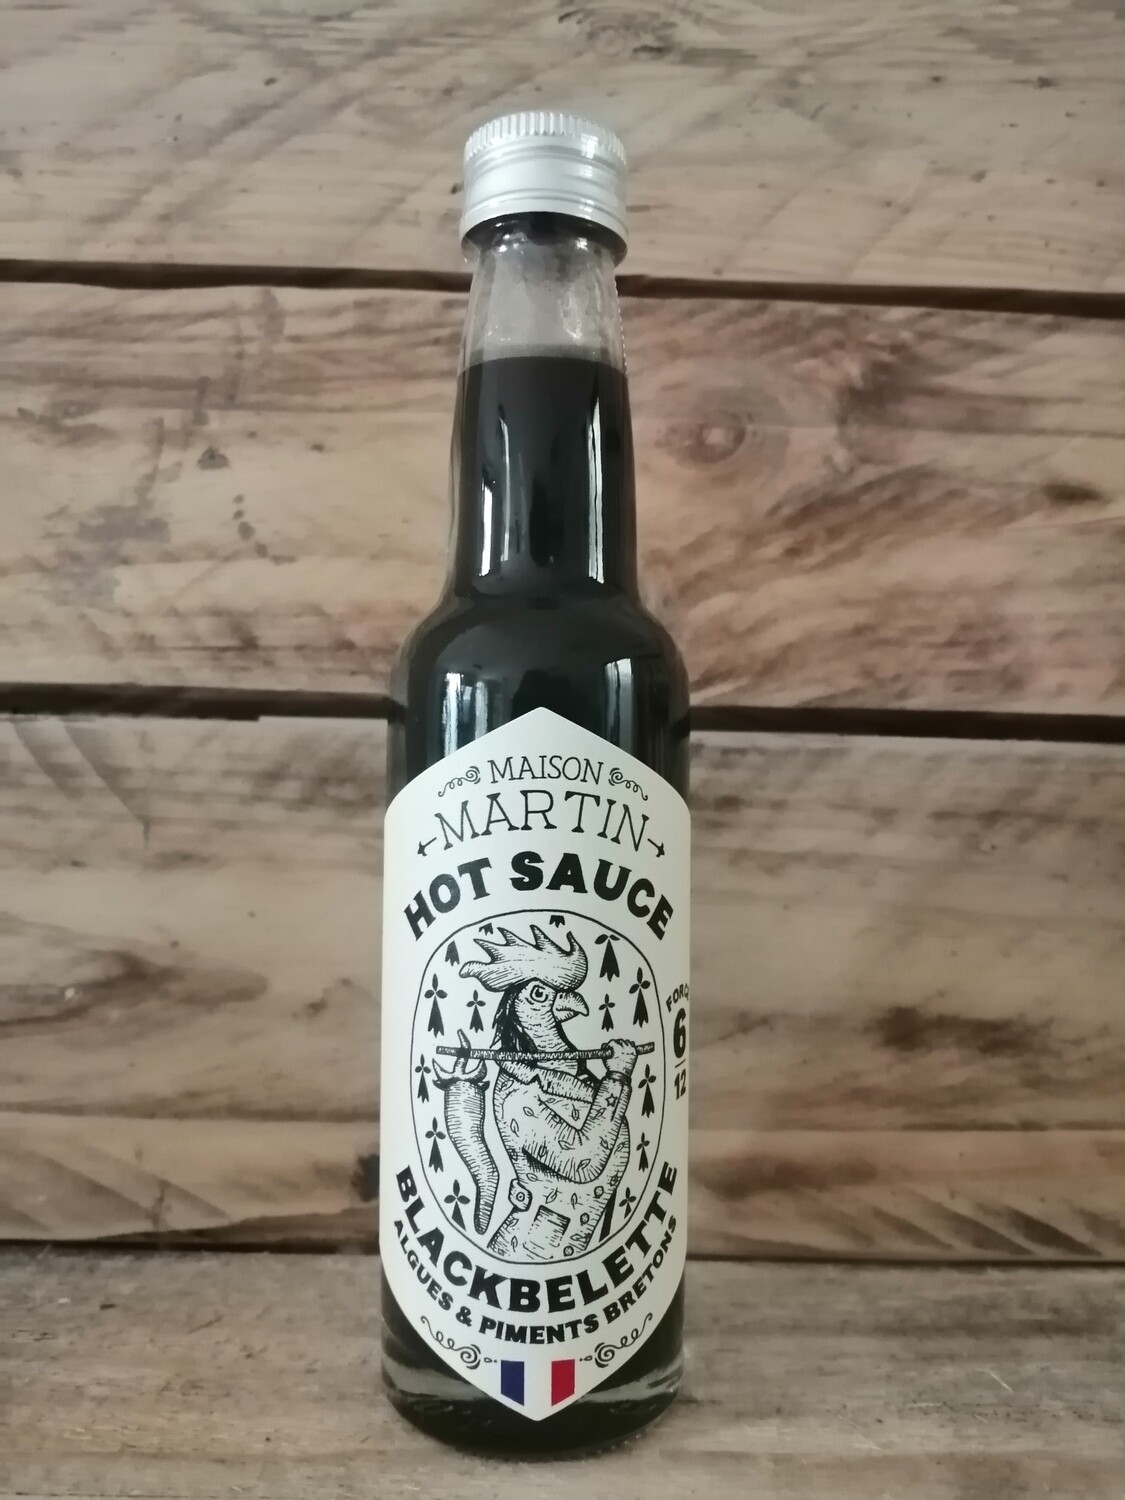 MAISON
MARTIN
HOT SAUCE
FORCE
6
12
BLACKBELETTE
ALGUES & PIMENTS BRETONS